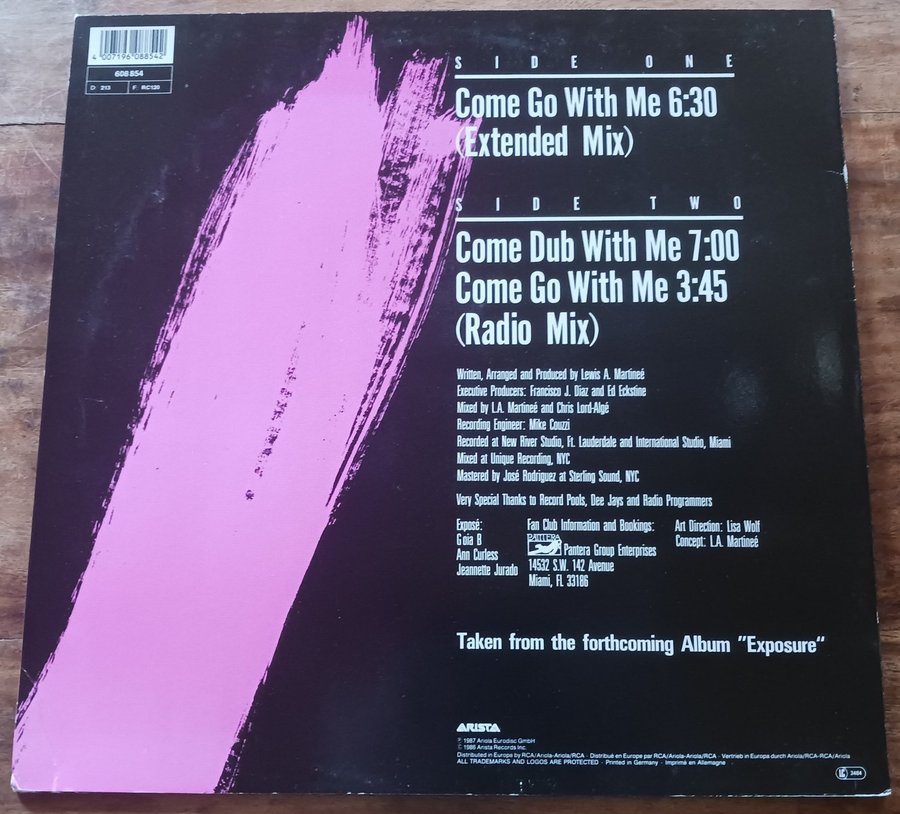 4 007196 088542
608 854
D: 213 F: RC120
SIDE ONE
Come Go With Me 6:30
(Extended Mix)
SIDE TWO
Come Dub With Me 7:00
Come Go With Me 3:45
(Radio Mix)
Written, Arranged and Produced by Lewis A. Martineé
Executive Producers: Francisco J. Diaz and Ed Eckstine
Mixed by L.A. Martineé and Chris Lord-Algé
Recording Engineer: Mike Couzzi
Recorded at New River Studio, Ft. Lauderdale and International Studio, Miami
Mixed at Unique Recording, NYC
Mastered by José Rodriguez at Sterling Sound, NYC
Very Special Thanks to Record Pools, Dee Jays and Radio Programmers
Exposé:
Goia B
Ann Curless
Jeannette Jurado
Fan Club Information and Bookings:
PANTERA
Pantera Group Enterprises
14532 S.W. 142 Avenue
Miami, FL 33186
Art Direction: Lisa Wolf
Concept: L.A. Martineé
Taken from the forthcoming Album "Exposure"
ARISTA
℗ 1987 Ariola Eurodisc GmbH
© 1986 Arista Records Inc.
Distributed in Europe by RCA/Ariola-Ariola/RCA · Distribué en Europe par RCA/Ariola-Ariola/RCA · Vertrieb in Europa durch Ariola/RCA-RCA/Ariola
ALL TRADEMARKS AND LOGOS ARE PROTECTED · Printed in Germany · Imprimé en Allemagne
LC 3484